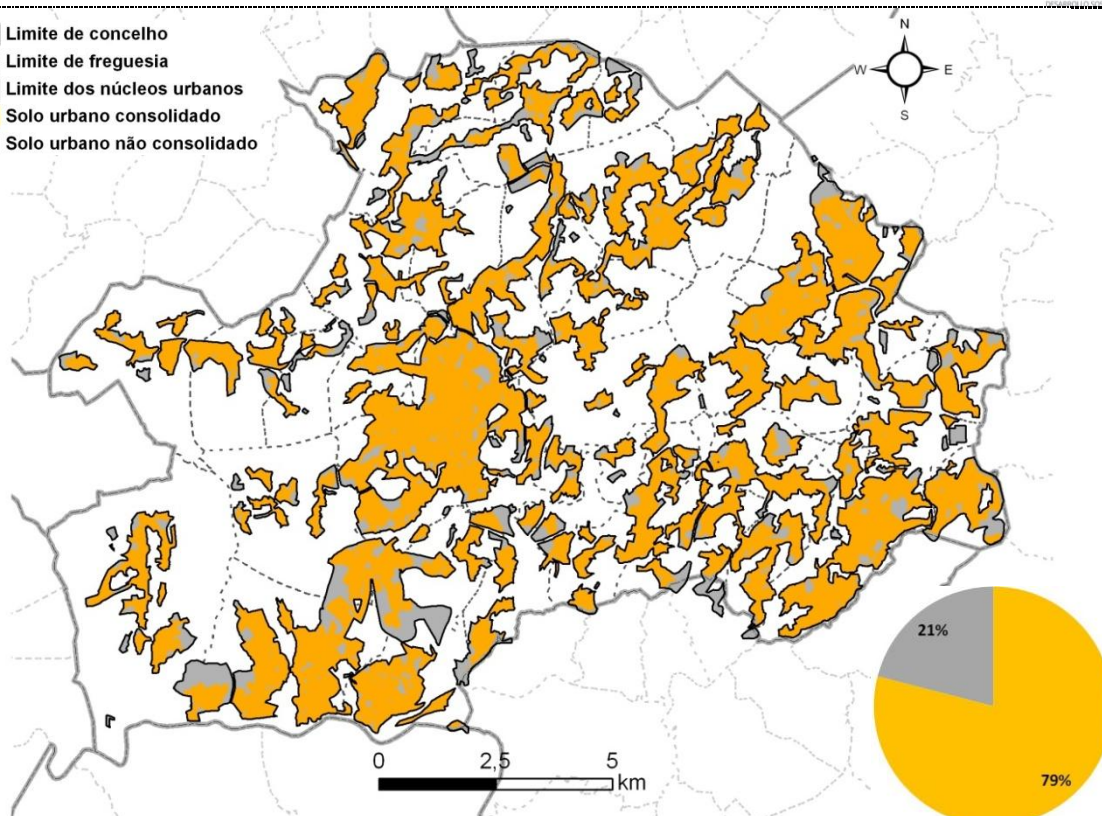 Limite de concelho
Limite de freguesia
Limite dos núcleos urbanos
Solo urbano consolidado
Solo urbano não consolidado
N
W E
S
21%
79%
0 2,5 5
km